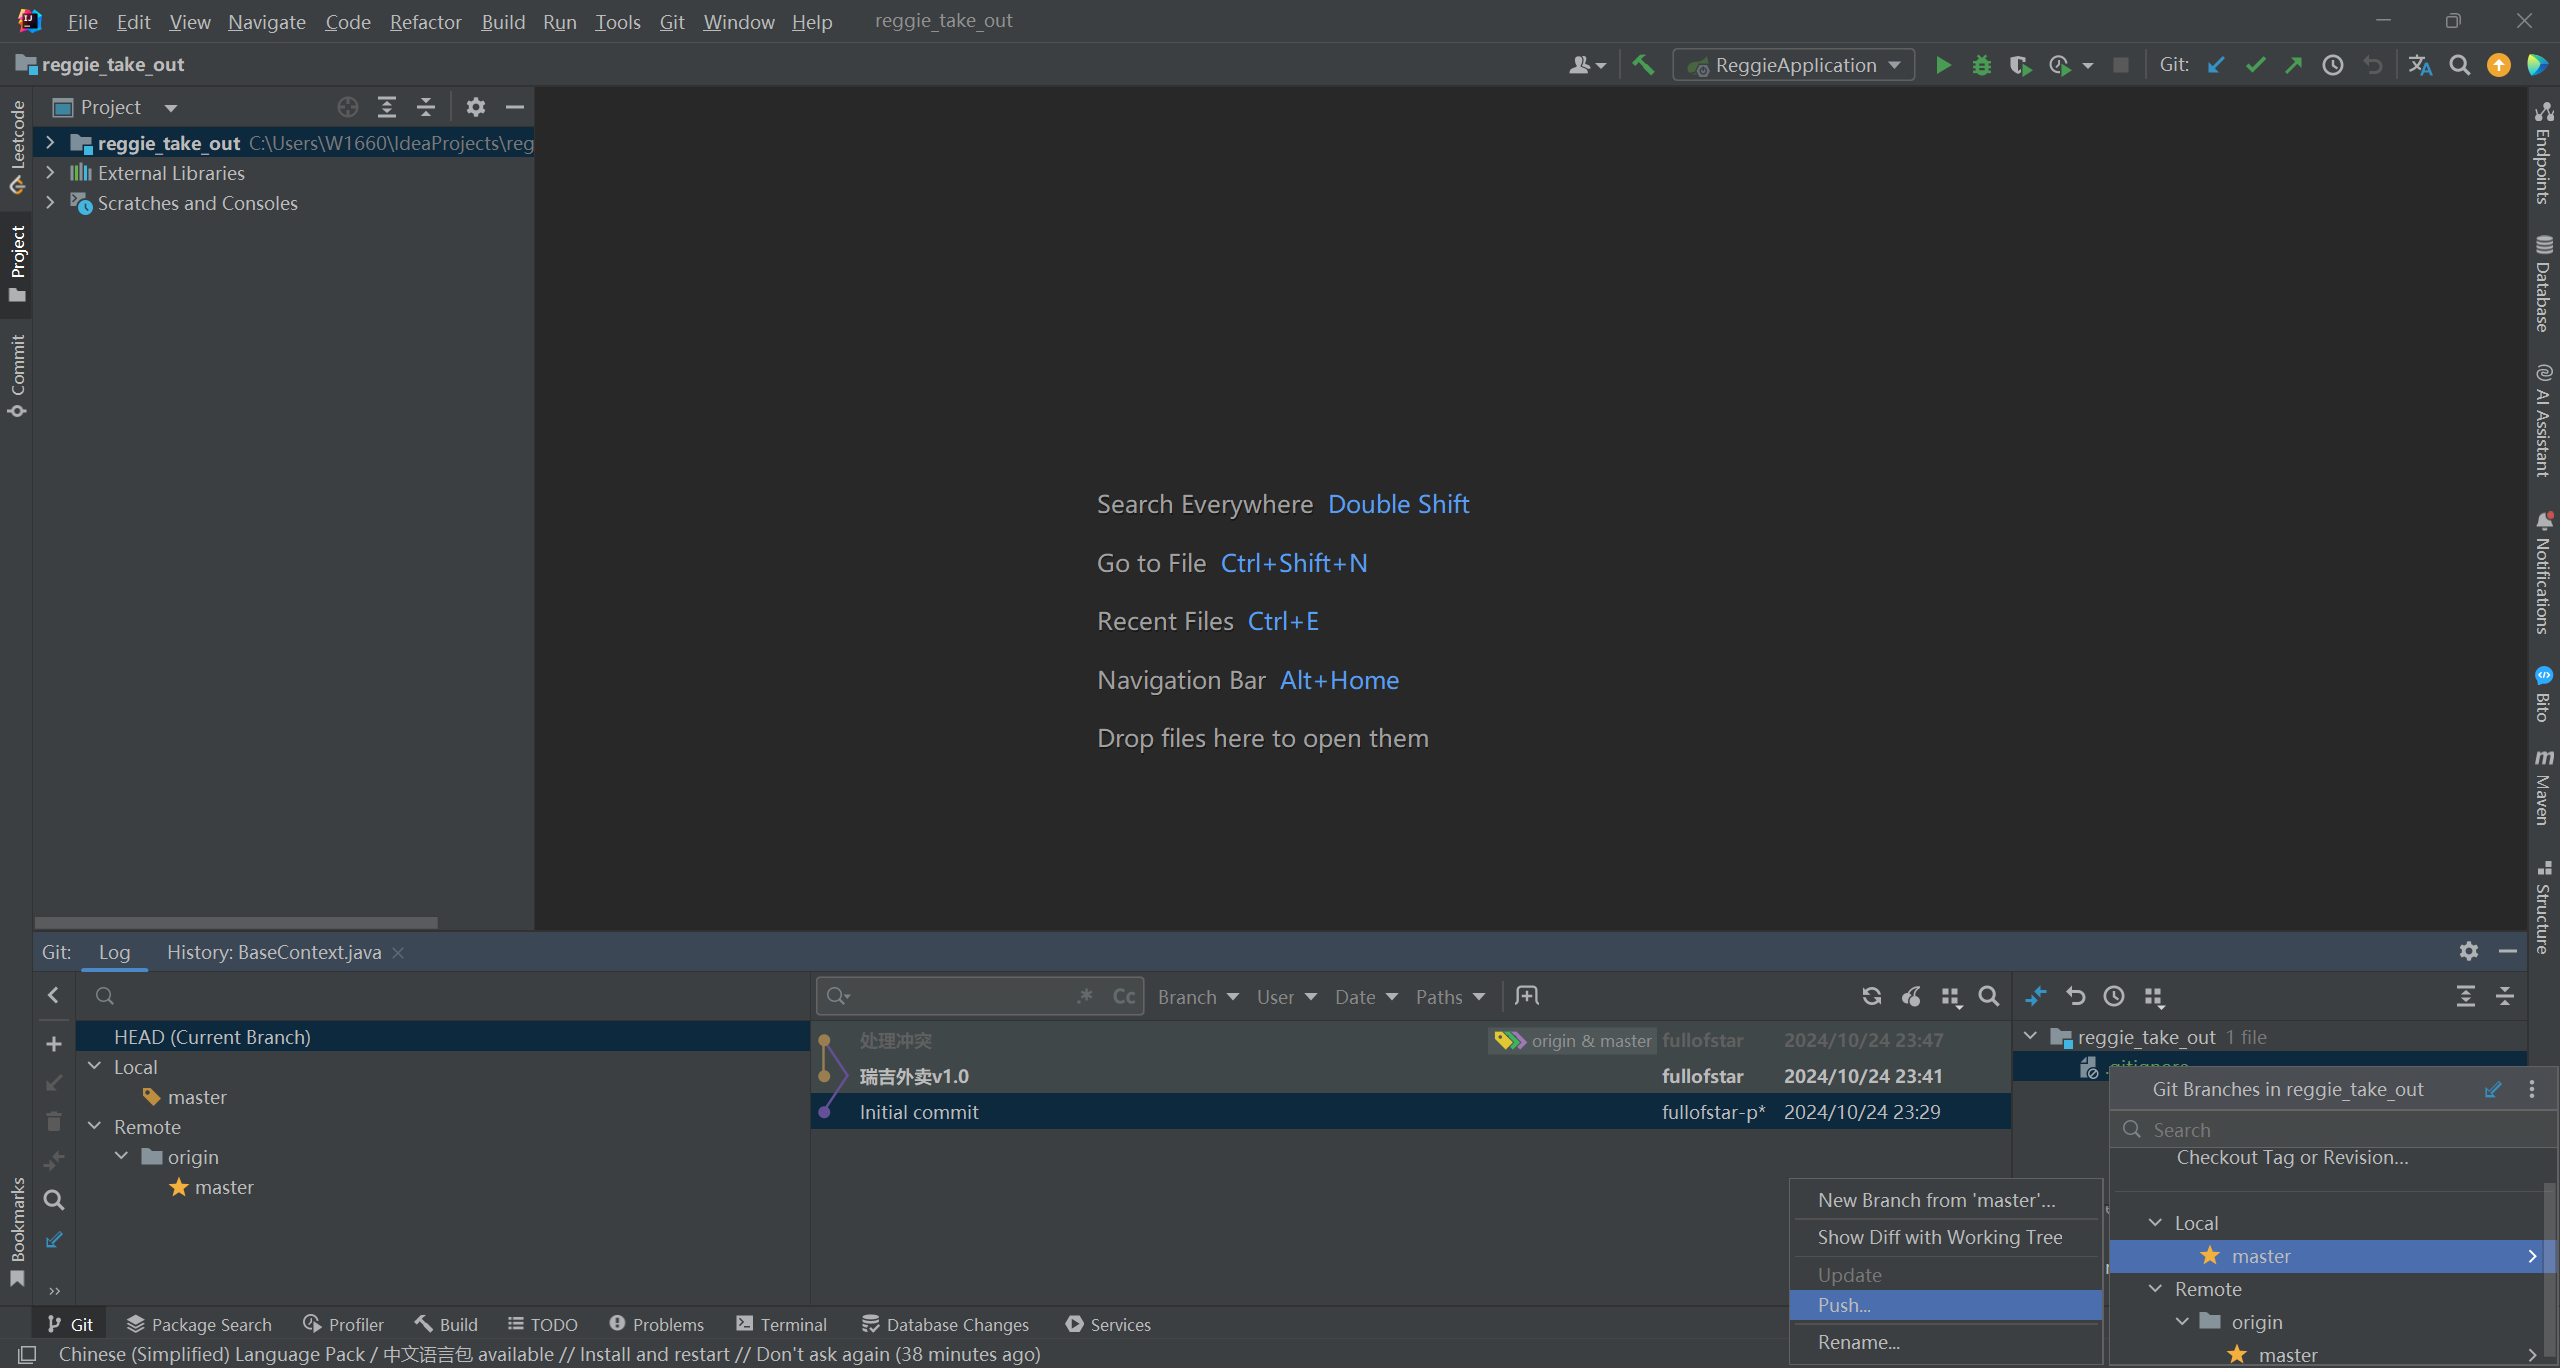 File Edit View Navigate Code Refactor Build Run Tools Git Window Help reggie_take_out
reggie_take_out
ReggieApplication
Git:
Project
reggie_take_out C:\Users\W1660\IdeaProjects\reg
External Libraries
Scratches and Consoles
Leetcode
Project
Commit
Bookmarks
Search Everywhere Double Shift
Go to File Ctrl+Shift+N
Recent Files Ctrl+E
Navigation Bar Alt+Home
Drop files here to open them
Endpoints
Database
AI Assistant
Notifications
Bito
Maven
Structure
Git: Log History: BaseContext.java
.* Cc Branch User Date Paths
HEAD (Current Branch)
Local
master
Remote
origin
master
处理冲突 origin & master fullofstar 2024/10/24 23:47
瑞吉外卖v1.0 fullofstar 2024/10/24 23:41
Initial commit fullofstar-p* 2024/10/24 23:29
reggie_take_out 1 file
.gitignore
Git Branches in reggie_take_out
Search
Checkout Tag or Revision...
Local
master
Remote
origin
master
New Branch from 'master'...
Show Diff with Working Tree
Update
Push...
Rename...
Git Package Search Profiler Build TODO Problems Terminal Database Changes Services
Chinese (Simplified) Language Pack / 中文语言包 available // Install and restart // Don't ask again (38 minutes ago)